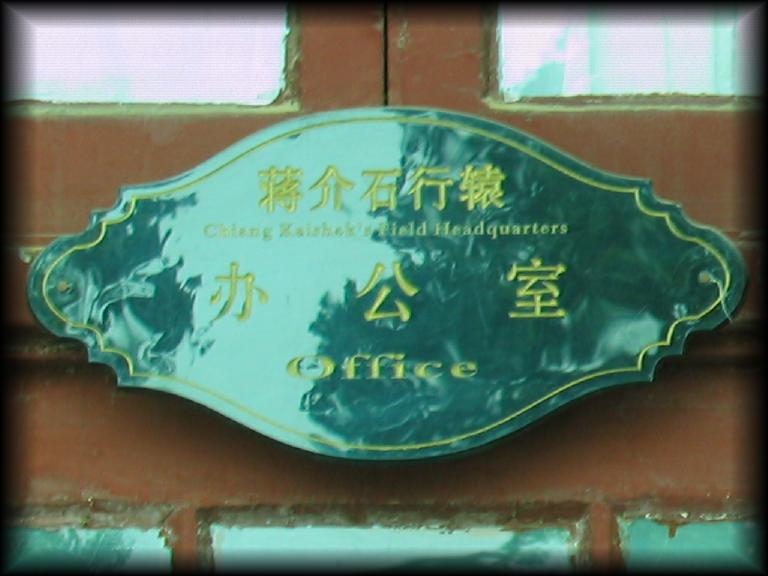 蒋介石行辕
Chiang Kaishek's Field Headquarters
办公室
Office